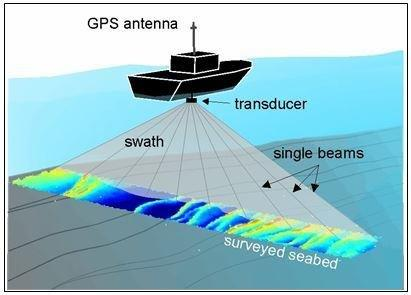 GPS antenna
transducer
swath
single beams
surveyed seabed